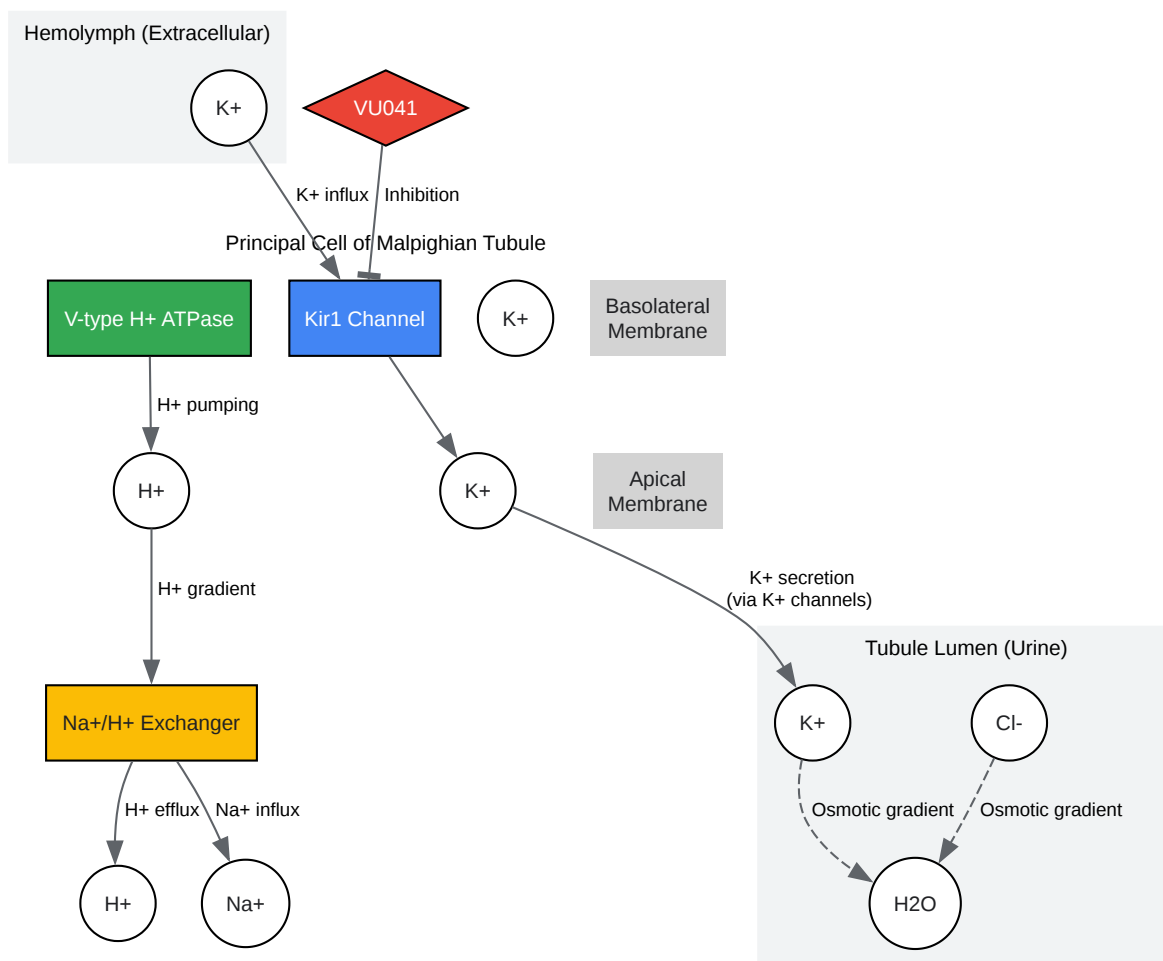 Hemolymph (Extracellular)
K+
VU041
K+ influx
Inhibition
Principal Cell of Malpighian Tubule
V-type H+ ATPase
Kir1 Channel
K+
Basolateral
Membrane
H+ pumping
H+
K+
Apical
Membrane
H+ gradient
K+ secretion
(via K+ channels)
Tubule Lumen (Urine)
Na+/H+ Exchanger
K+
Cl-
H+ efflux
Na+ influx
Osmotic gradient
Osmotic gradient
H+
Na+
H2O